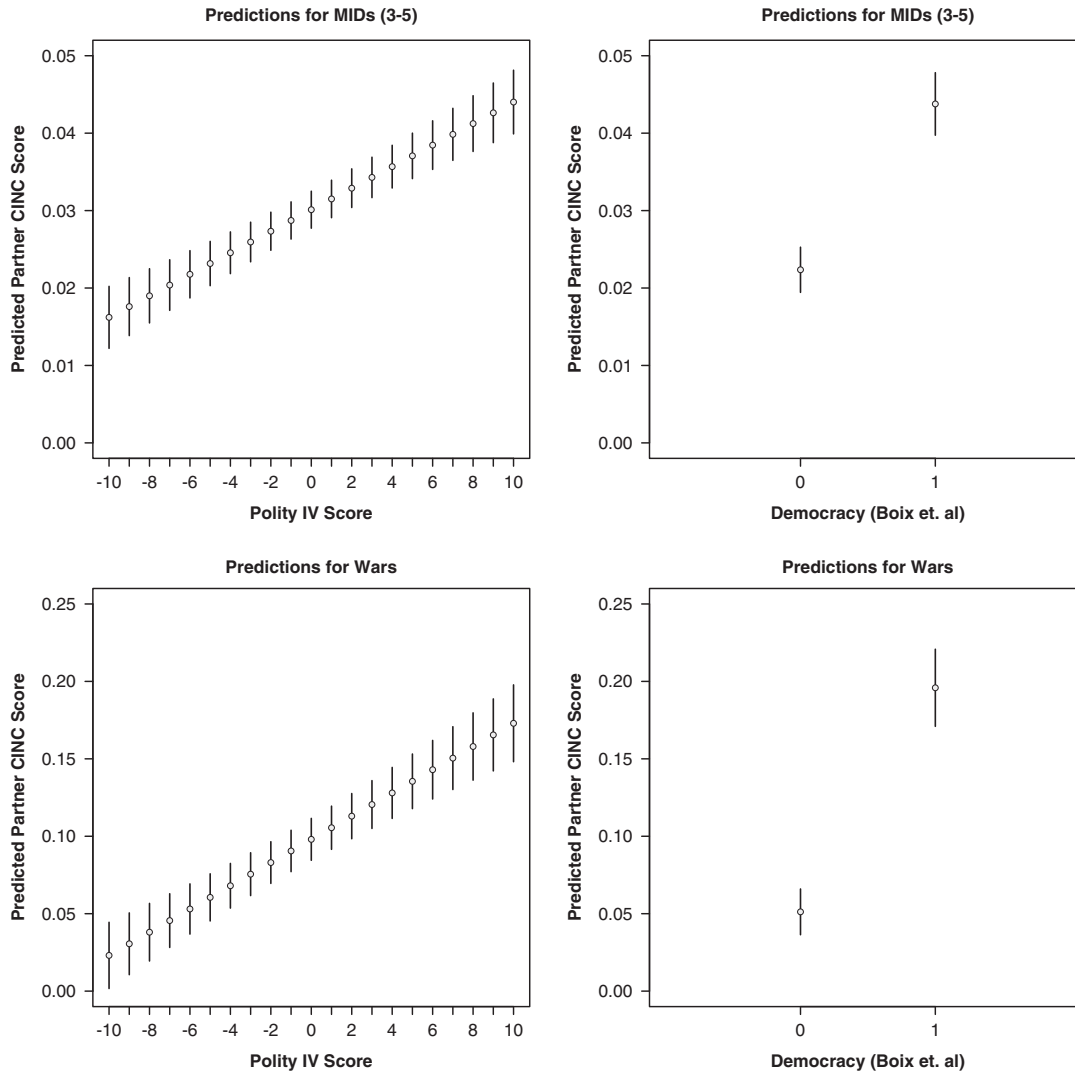 Predictions for MIDs (3-5)
Predicted Partner CINC Score
0.05
0.04
0.03
0.02
0.01
0.00
-10 -8 -6 -4 -2 0 2 4 6 8 10
Polity IV Score
Predictions for MIDs (3-5)
Predicted Partner CINC Score
0.05
0.04
0.03
0.02
0.01
0.00
0 1
Democracy (Boix et. al)
Predictions for Wars
Predicted Partner CINC Score
0.25
0.20
0.15
0.10
0.05
0.00
-10 -8 -6 -4 -2 0 2 4 6 8 10
Polity IV Score
Predictions for Wars
Predicted Partner CINC Score
0.25
0.20
0.15
0.10
0.05
0.00
0 1
Democracy (Boix et. al)